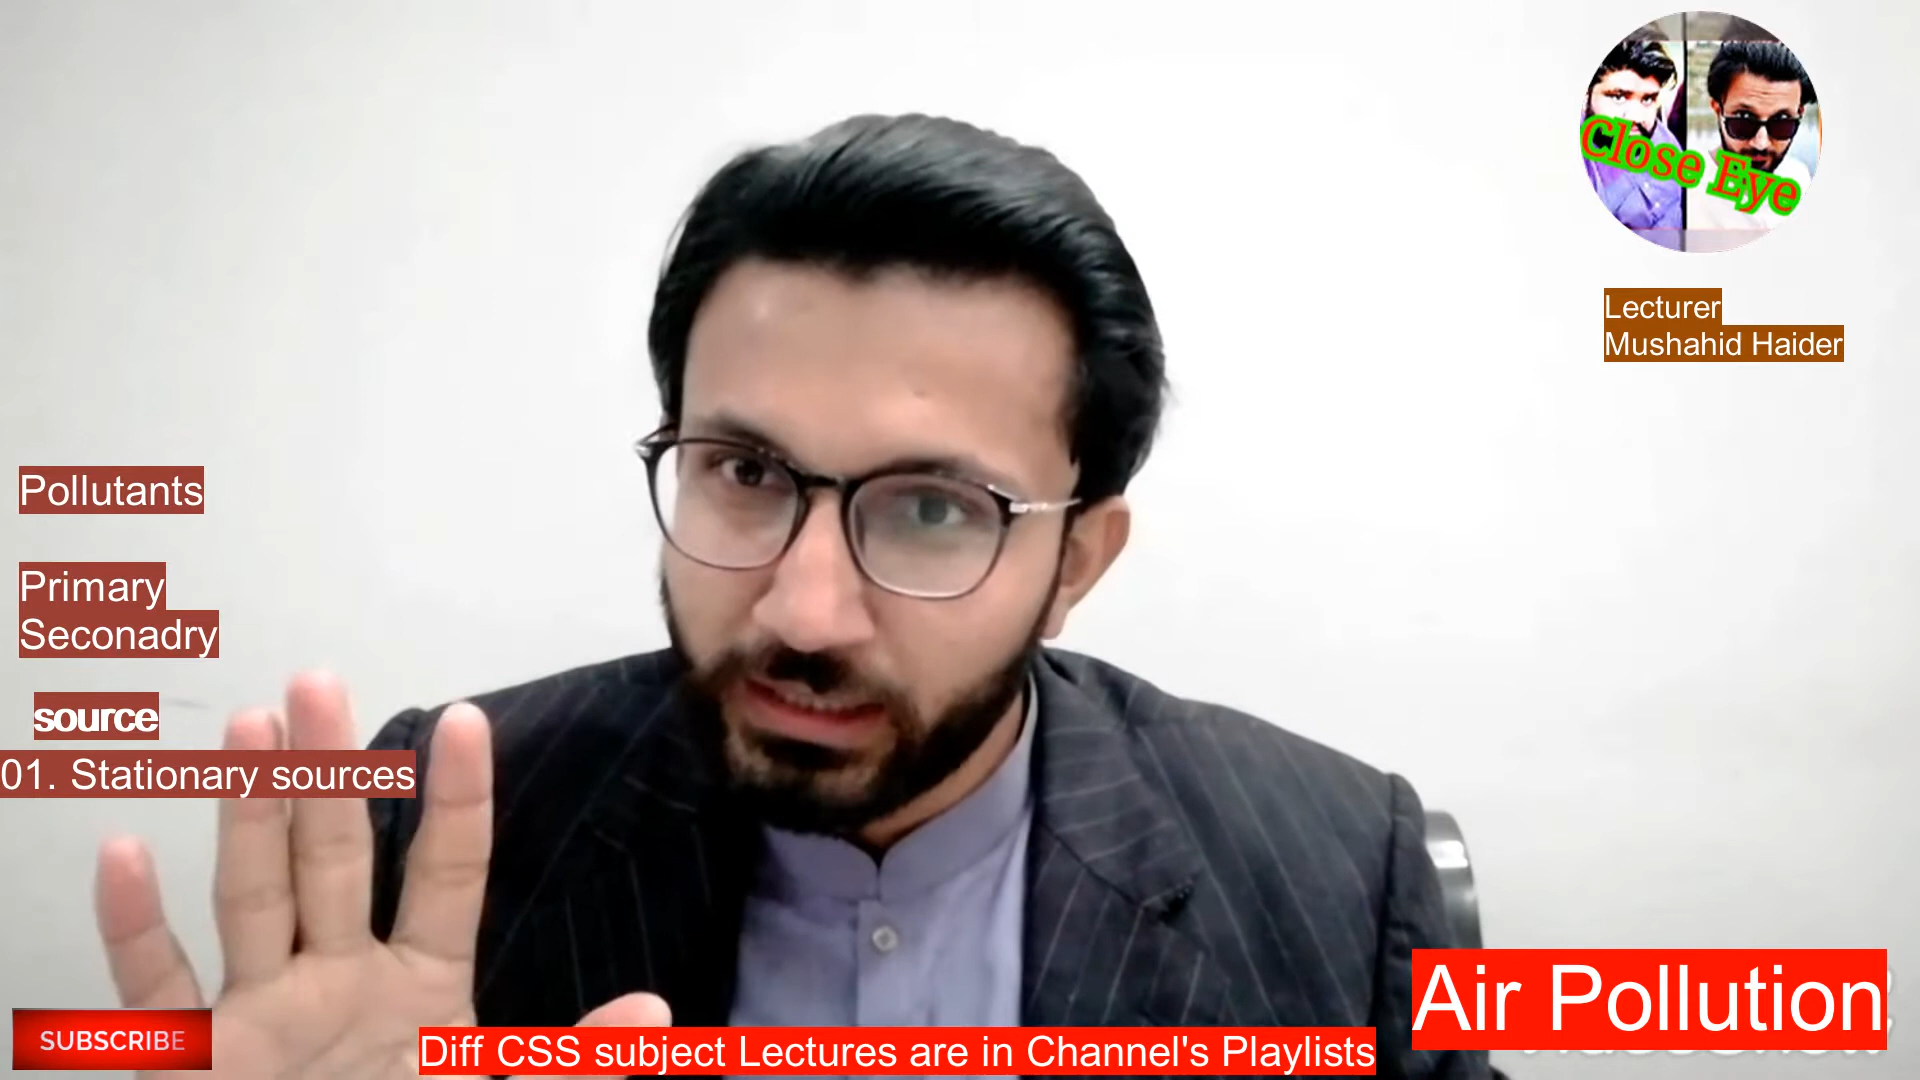 Close Eye
Lecturer
Mushahid Haider
Pollutants
Primary
Seconadry
source
01. Stationary sources
Air Pollution
SUBSCRIBE
Diff CSS subject Lectures are in Channel's Playlists